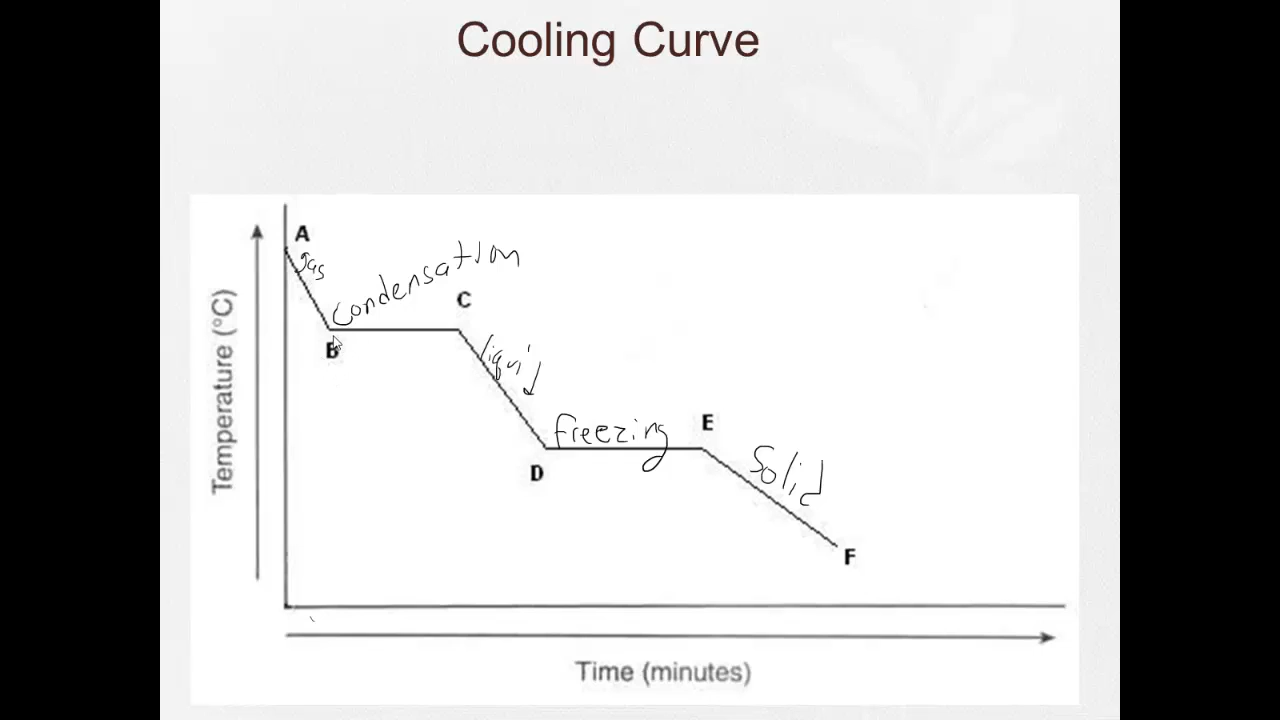 Cooling Curve
A
gas
condensation
C
B
liquid
freezing
E
D
Solid
F
Temperature (°C)
Time (minutes)